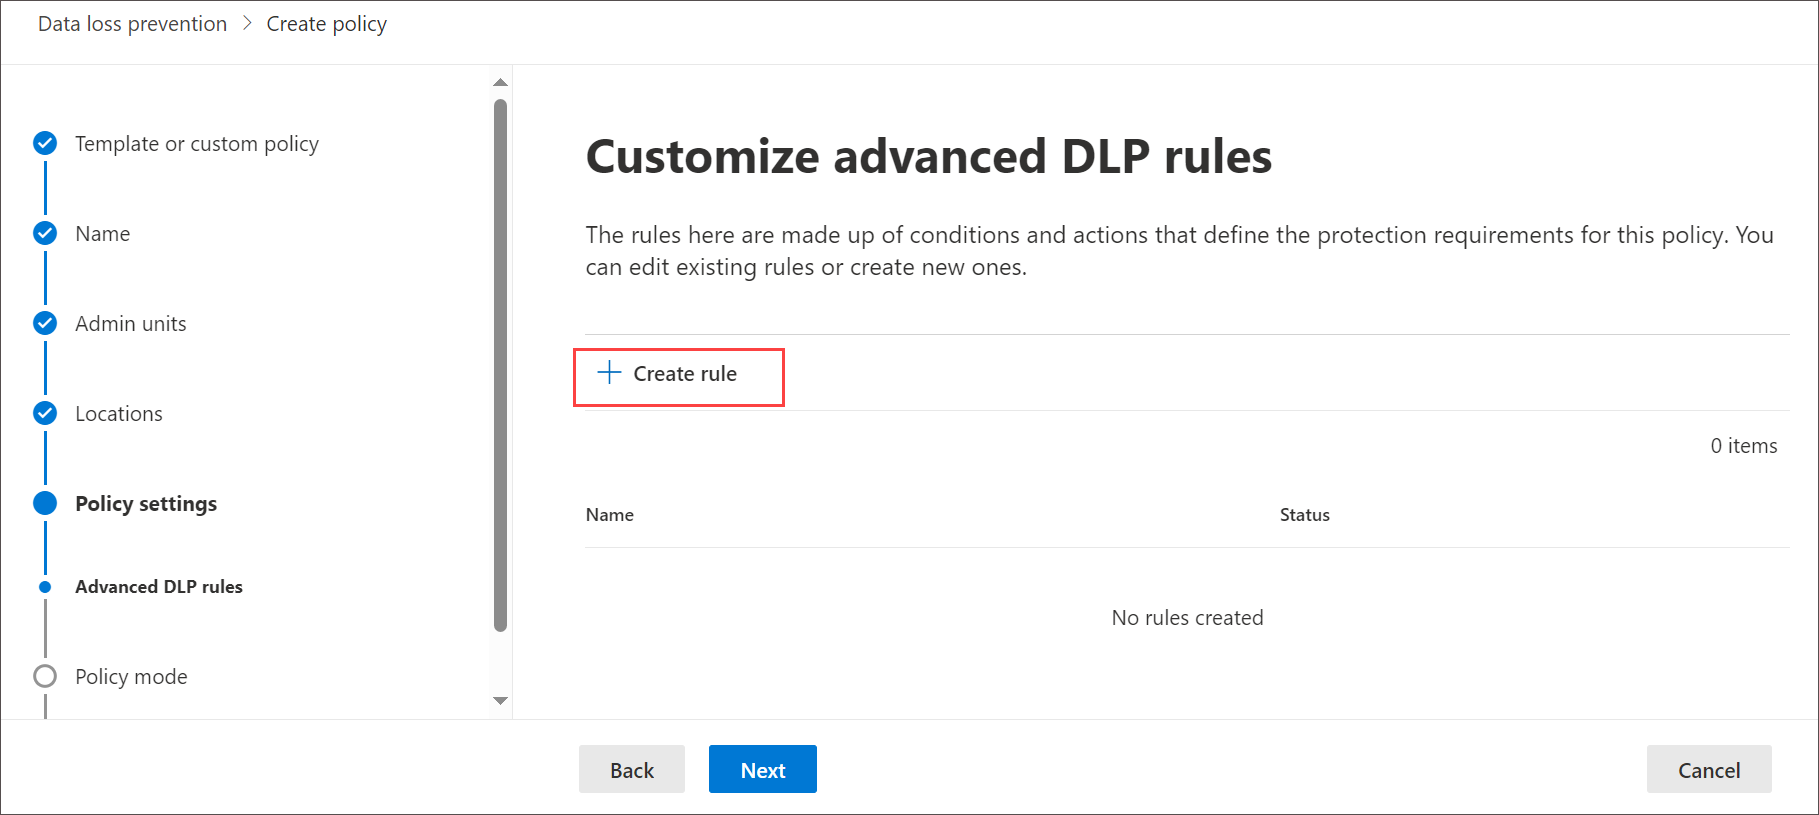 Data loss prevention > Create policy
Template or custom policy
Name
Admin units
Locations
Policy settings
Advanced DLP rules
Policy mode
Customize advanced DLP rules
The rules here are made up of conditions and actions that define the protection requirements for this policy. You
can edit existing rules or create new ones.
Create rule
0 items
Name Status
No rules created
Back Next Cancel